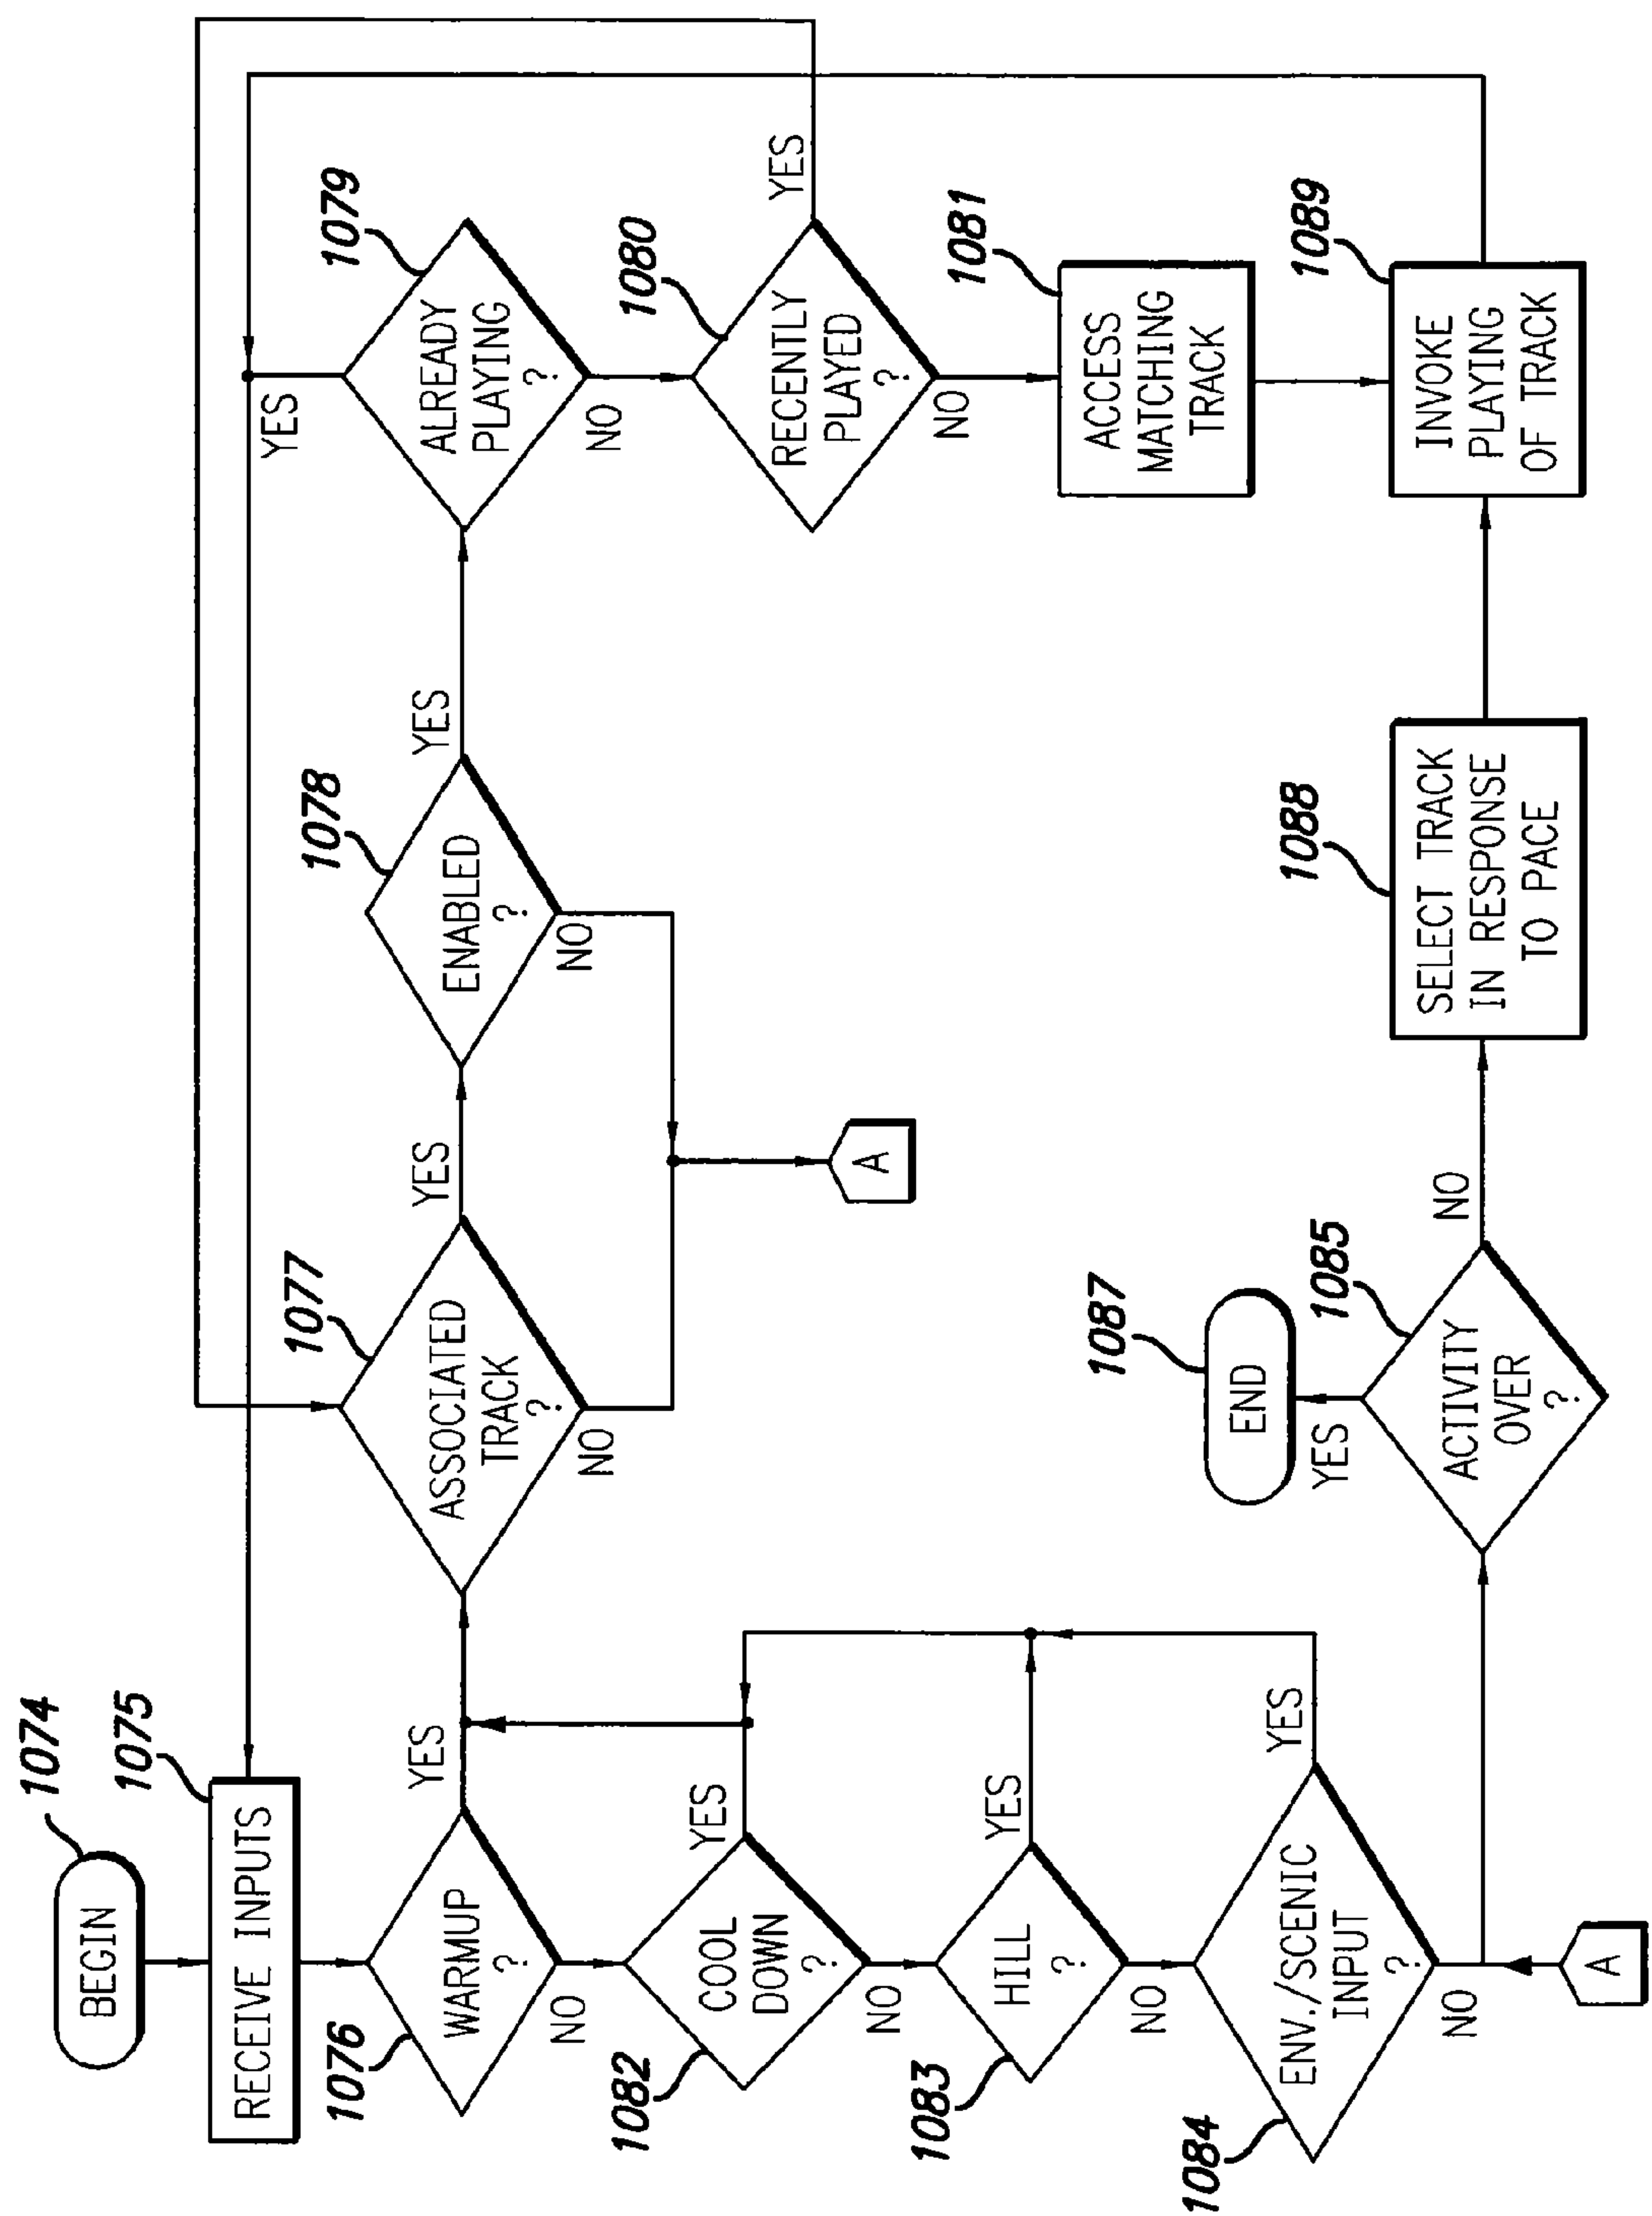 BEGIN
1074
RECEIVE INPUTS
1075
WARMUP
?
1076
YES
NO
ASSOCIATED
TRACK
?
1077
YES
NO
ENABLED
?
1078
YES
NO
ALREADY
PLAYING
?
1079
YES
NO
RECENTLY
PLAYED
?
1080
YES
NO
ACCESS
MATCHING
TRACK
1081
A
COOL
DOWN
?
1082
YES
NO
HILL
?
1083
YES
NO
ENV./SCENIC
INPUT
?
1084
YES
NO
A
ACTIVITY
OVER
?
1085
YES
NO
END
1087
SELECT TRACK
IN RESPONSE
TO PACE
1088
INVOKE
PLAYING
OF TRACK
1089